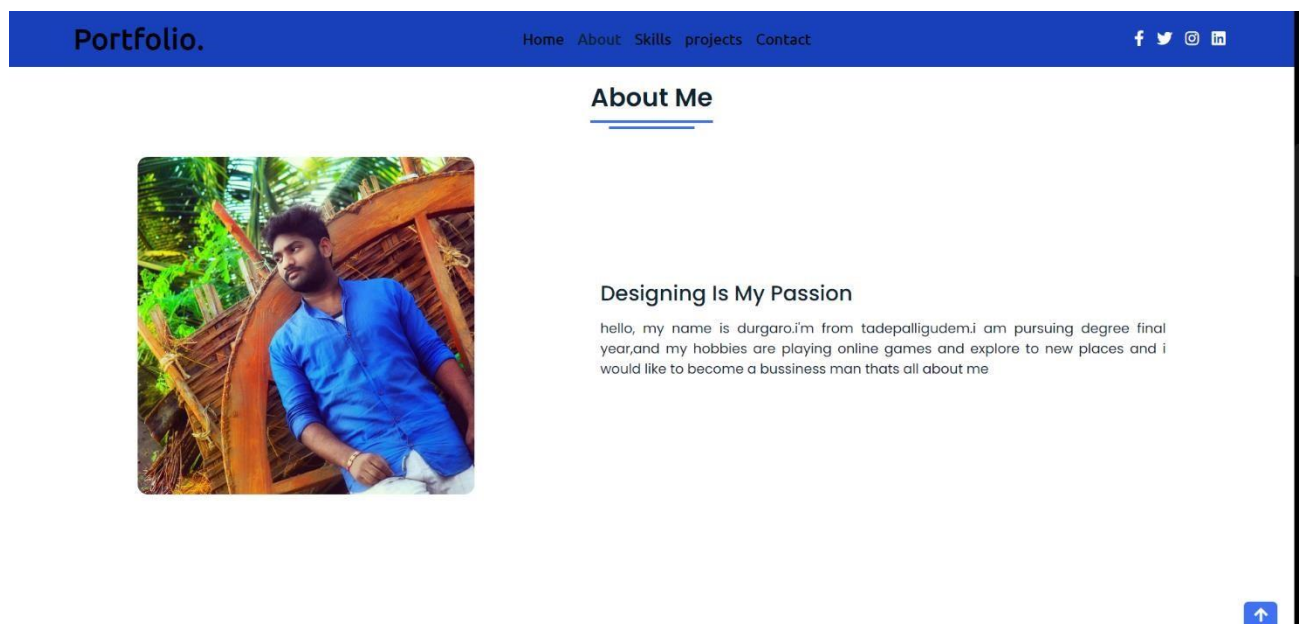 Portfolio.
Home About Skills projects Contact
About Me
Designing Is My Passion
hello, my name is durgaro.i'm from tadepalligudem.i am pursuing degree final
year,and my hobbies are playing online games and explore to new places and i
would like to become a bussiness man thats all about me